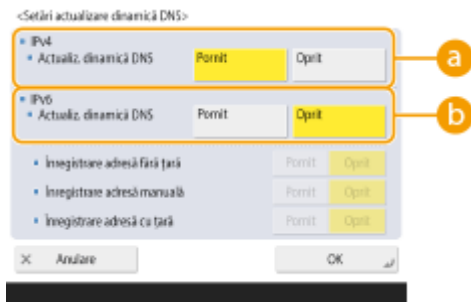 <Setări actualizare dinamică DNS>
IPv4
Actualiz. dinamică DNS Pornit Oprit
a
IPv6
Actualiz. dinamică DNS Pornit Oprit
b
Înregistrare adresă fără țară Pornit Oprit
Înregistrare adresă manuală Pornit Oprit
Înregistrare adresă cu țară Pornit Oprit
× Anulare OK